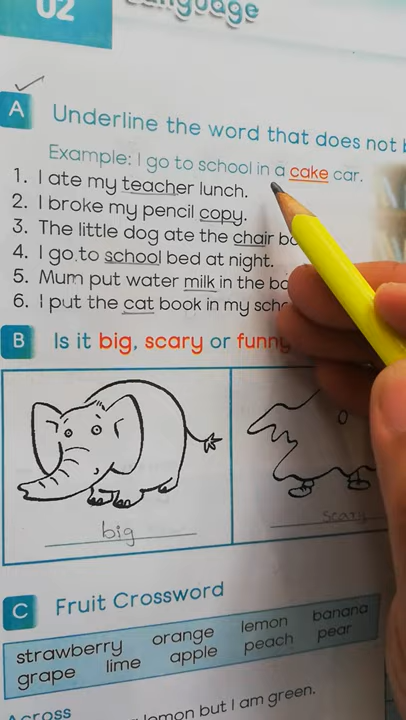 02
Language
A Underline the word that does not
Example: I go to school in a cake car.
1. I ate my teacher lunch.
2. I broke my pencil copy.
3. The little dog ate the chair
4. I go to school bed at night.
5. Mum put water milk in the
6. I put the cat book in my
B Is it big, scary or funny
big
scary
C Fruit Crossword
strawberry orange lemon banana
grape lime apple peach pear
Across
lemon but I am green.